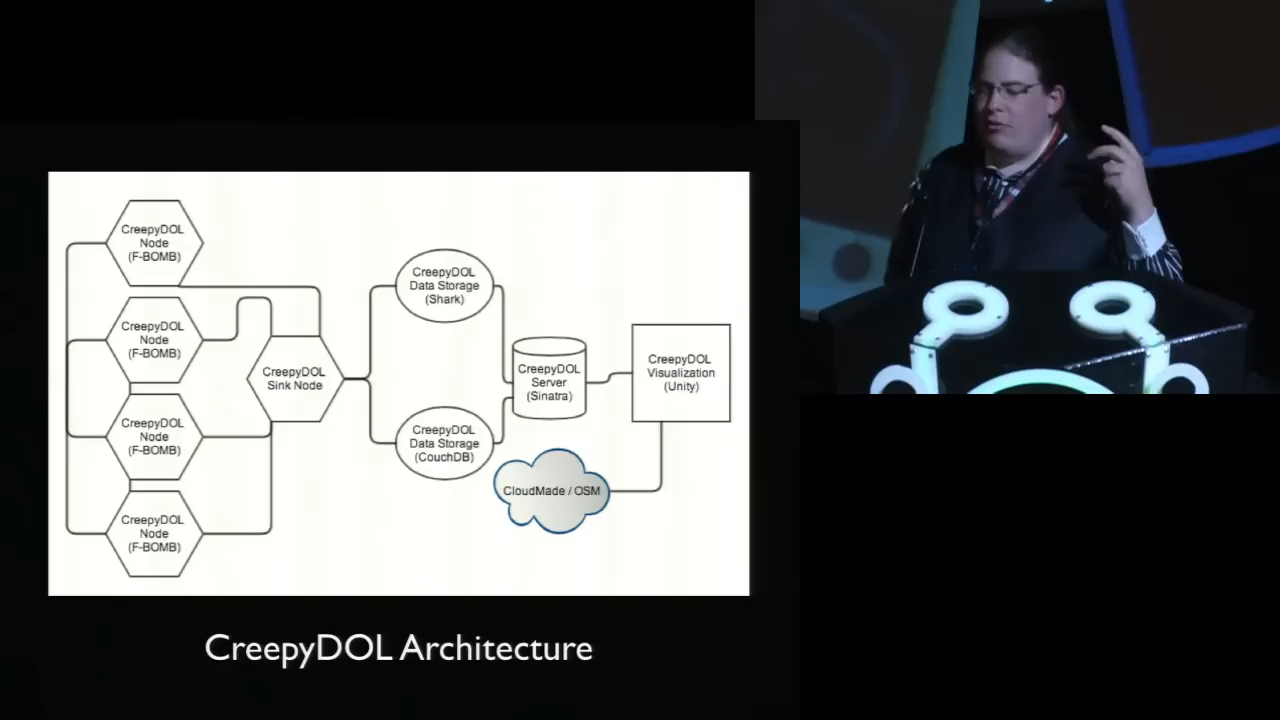 CreepyDOL
Node
(F-BOMB)
CreepyDOL
Node
(F-BOMB)
CreepyDOL
Node
(F-BOMB)
CreepyDOL
Node
(F-BOMB)
CreepyDOL
Sink Node
CreepyDOL
Data Storage
(Shark)
CreepyDOL
Data Storage
(CouchDB)
CreepyDOL
Server
(Sinatra)
CreepyDOL
Visualization
(Unity)
CloudMade / OSM
CreepyDOL Architecture